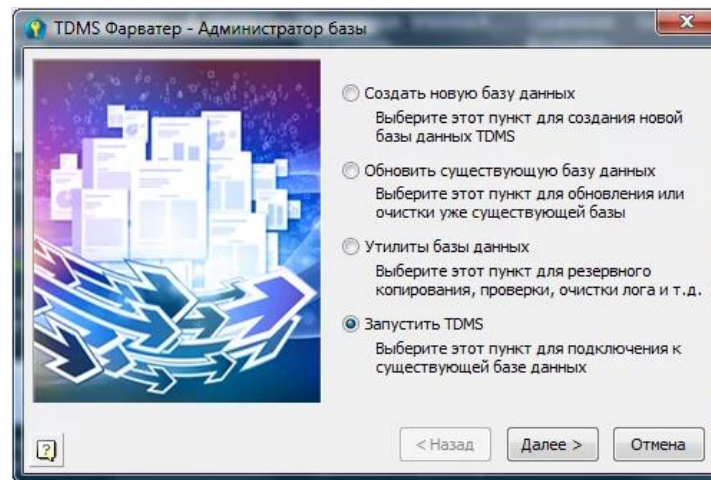 TDMS Фарватер - Администратор базы
Создать новую базу данных
Выберите этот пункт для создания новой
базы данных TDMS
Обновить существующую базу данных
Выберите этот пункт для обновления или
очистки уже существующей базы
Утилиты базы данных
Выберите этот пункт для резервного
копирования, проверки, очистки лога и т.д.
Запустить TDMS
Выберите этот пункт для подключения к
существующей базе данных
< Назад
Далее >
Отмена